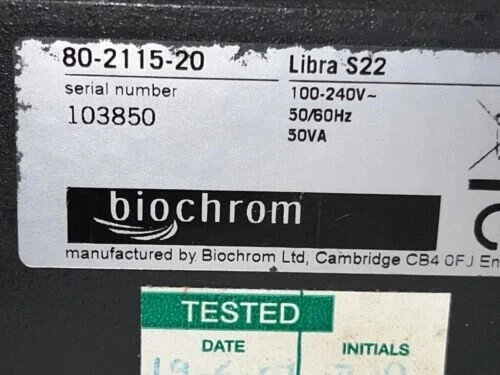 80-2115-20
Libra S22
serial number
103850
100-240V~
50/60Hz
50VA
biochrom
manufactured by Biochrom Ltd, Cambridge CB4 0FJ En
TESTED
DATE
INITIALS